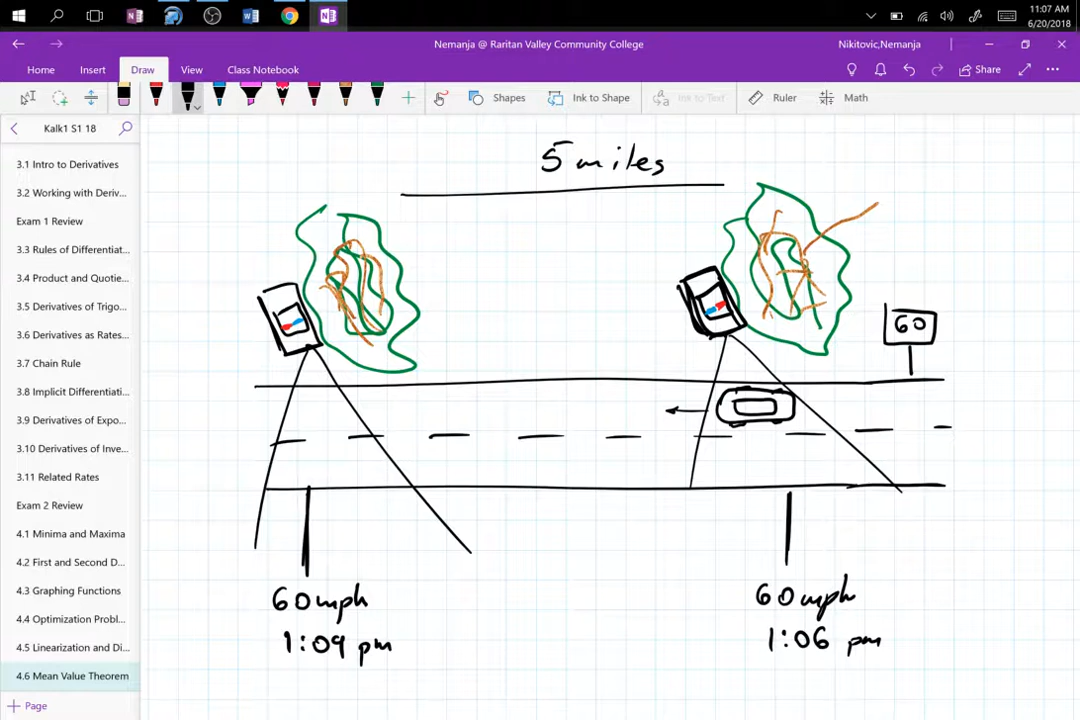 11:07 AM
6/20/2018
Nemanja @ Raritan Valley Community College
Nikitovic,Nemanja
Home Insert Draw View Class Notebook Share
Shapes Ink to Shape Ink to Text Ruler Math
Kalk1 S1 18
3.1 Intro to Derivatives
3.2 Working with Deriv...
Exam 1 Review
3.3 Rules of Differentiat...
3.4 Product and Quotie...
3.5 Derivatives of Trigo...
3.6 Derivatives as Rates...
3.7 Chain Rule
3.8 Implicit Differentiati...
3.9 Derivatives of Expo...
3.10 Derivatives of Inve...
3.11 Related Rates
Exam 2 Review
4.1 Minima and Maxima
4.2 First and Second D...
4.3 Graphing Functions
4.4 Optimization Probl...
4.5 Linearization and Di...
4.6 Mean Value Theorem
Page
5 miles
60
60 mph
1:09 pm
60 mph
1:06 pm